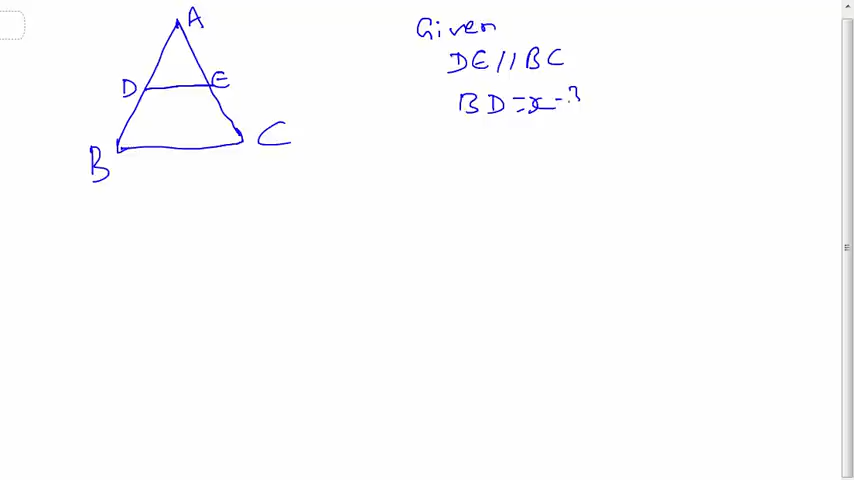 A
Given
D E
DE//BC
BD=x-3
B C